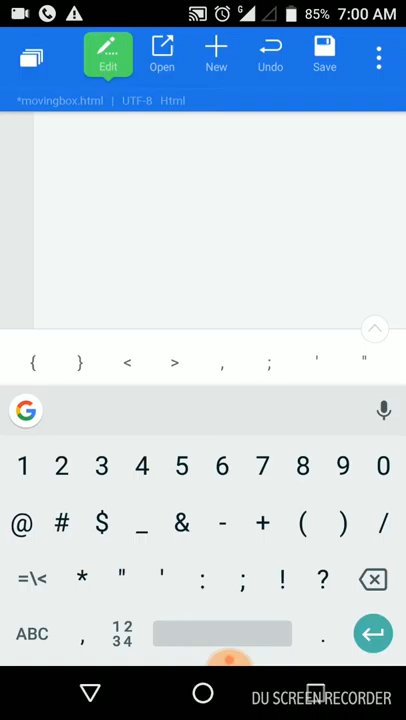 85% 7:00 AM
Edit Open New Undo Save
*movingbox.html | UTF-8 Html
{ } < > , ; ' "
1 2 3 4 5 6 7 8 9 0
@ # $ _ & - + ( ) /
=\< * " ' : ; ! ?
ABC , 12 .
34
DU SCREEN RECORDER